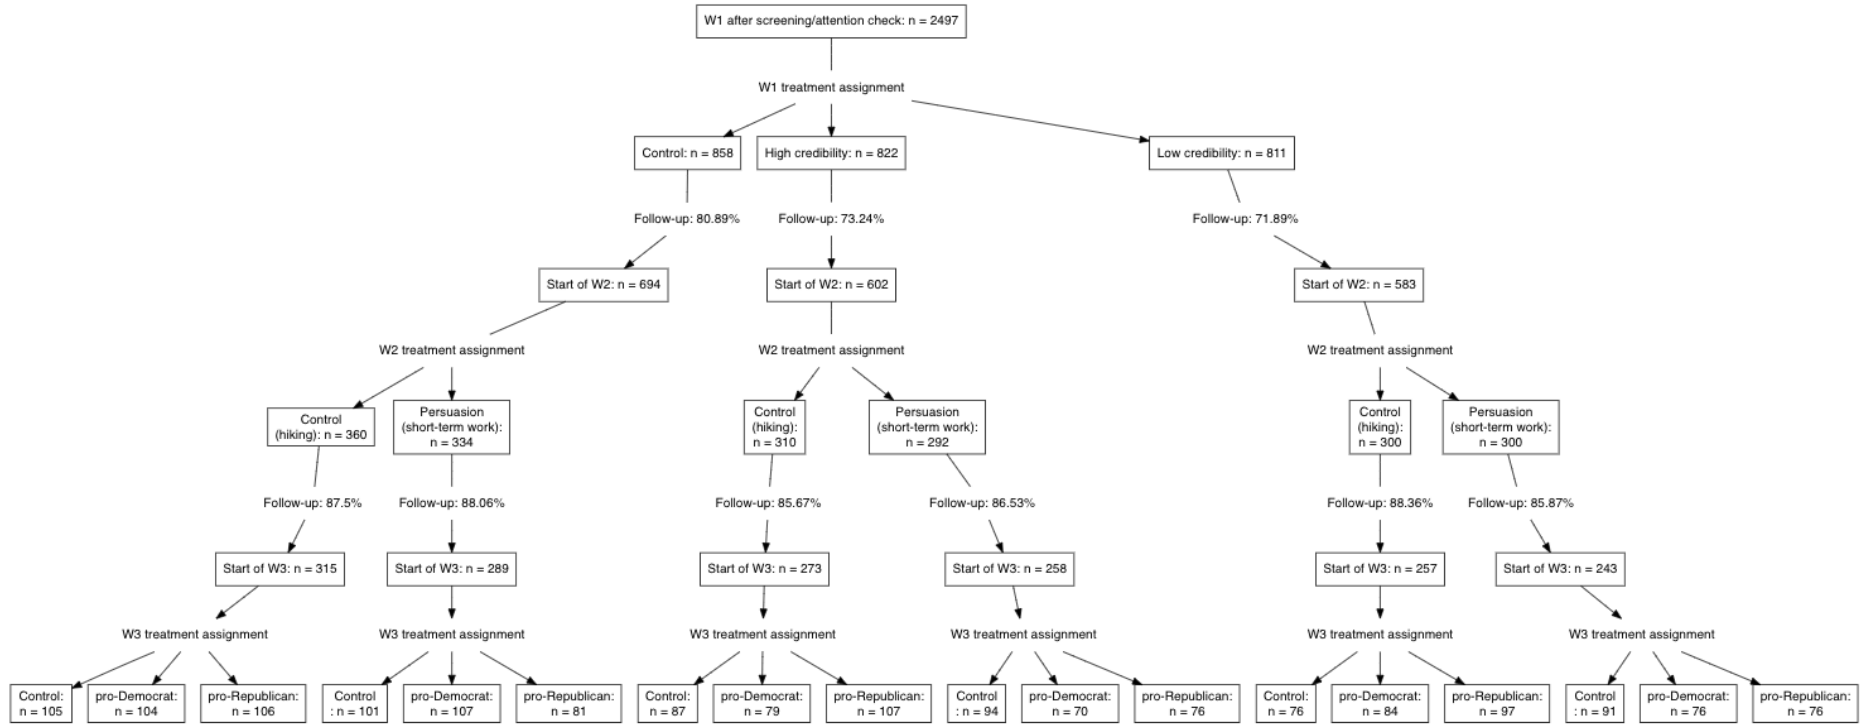 W1 after screening/attention check: n = 2497
W1 treatment assignment
Control: n = 858
High credibility: n = 822
Low credibility: n = 811
Follow-up: 80.89%
Follow-up: 73.24%
Follow-up: 71.89%
Start of W2: n = 694
Start of W2: n = 602
Start of W2: n = 583
W2 treatment assignment
W2 treatment assignment
W2 treatment assignment
Control
(hiking): n = 360
Persuasion
(short-term work):
n = 334
Control
(hiking):
n = 310
Persuasion
(short-term work):
n = 292
Control
(hiking):
n = 300
Persuasion
(short-term work):
n = 300
Follow-up: 87.5%
Follow-up: 88.06%
Follow-up: 85.67%
Follow-up: 86.53%
Follow-up: 88.36%
Follow-up: 85.87%
Start of W3: n = 315
Start of W3: n = 289
Start of W3: n = 273
Start of W3: n = 258
Start of W3: n = 257
Start of W3: n = 243
W3 treatment assignment
W3 treatment assignment
W3 treatment assignment
W3 treatment assignment
W3 treatment assignment
W3 treatment assignment
Control:
n = 105
pro-Democrat:
n = 104
pro-Republican:
n = 106
Control
: n = 101
pro-Democrat:
n = 107
pro-Republican:
n = 81
Control:
n = 87
pro-Democrat:
n = 79
pro-Republican:
n = 107
Control
: n = 94
pro-Democrat:
n = 70
pro-Republican:
n = 76
Control:
n = 76
pro-Democrat:
n = 84
pro-Republican:
n = 97
Control
: n = 91
pro-Democrat:
n = 76
pro-Republican:
n = 76